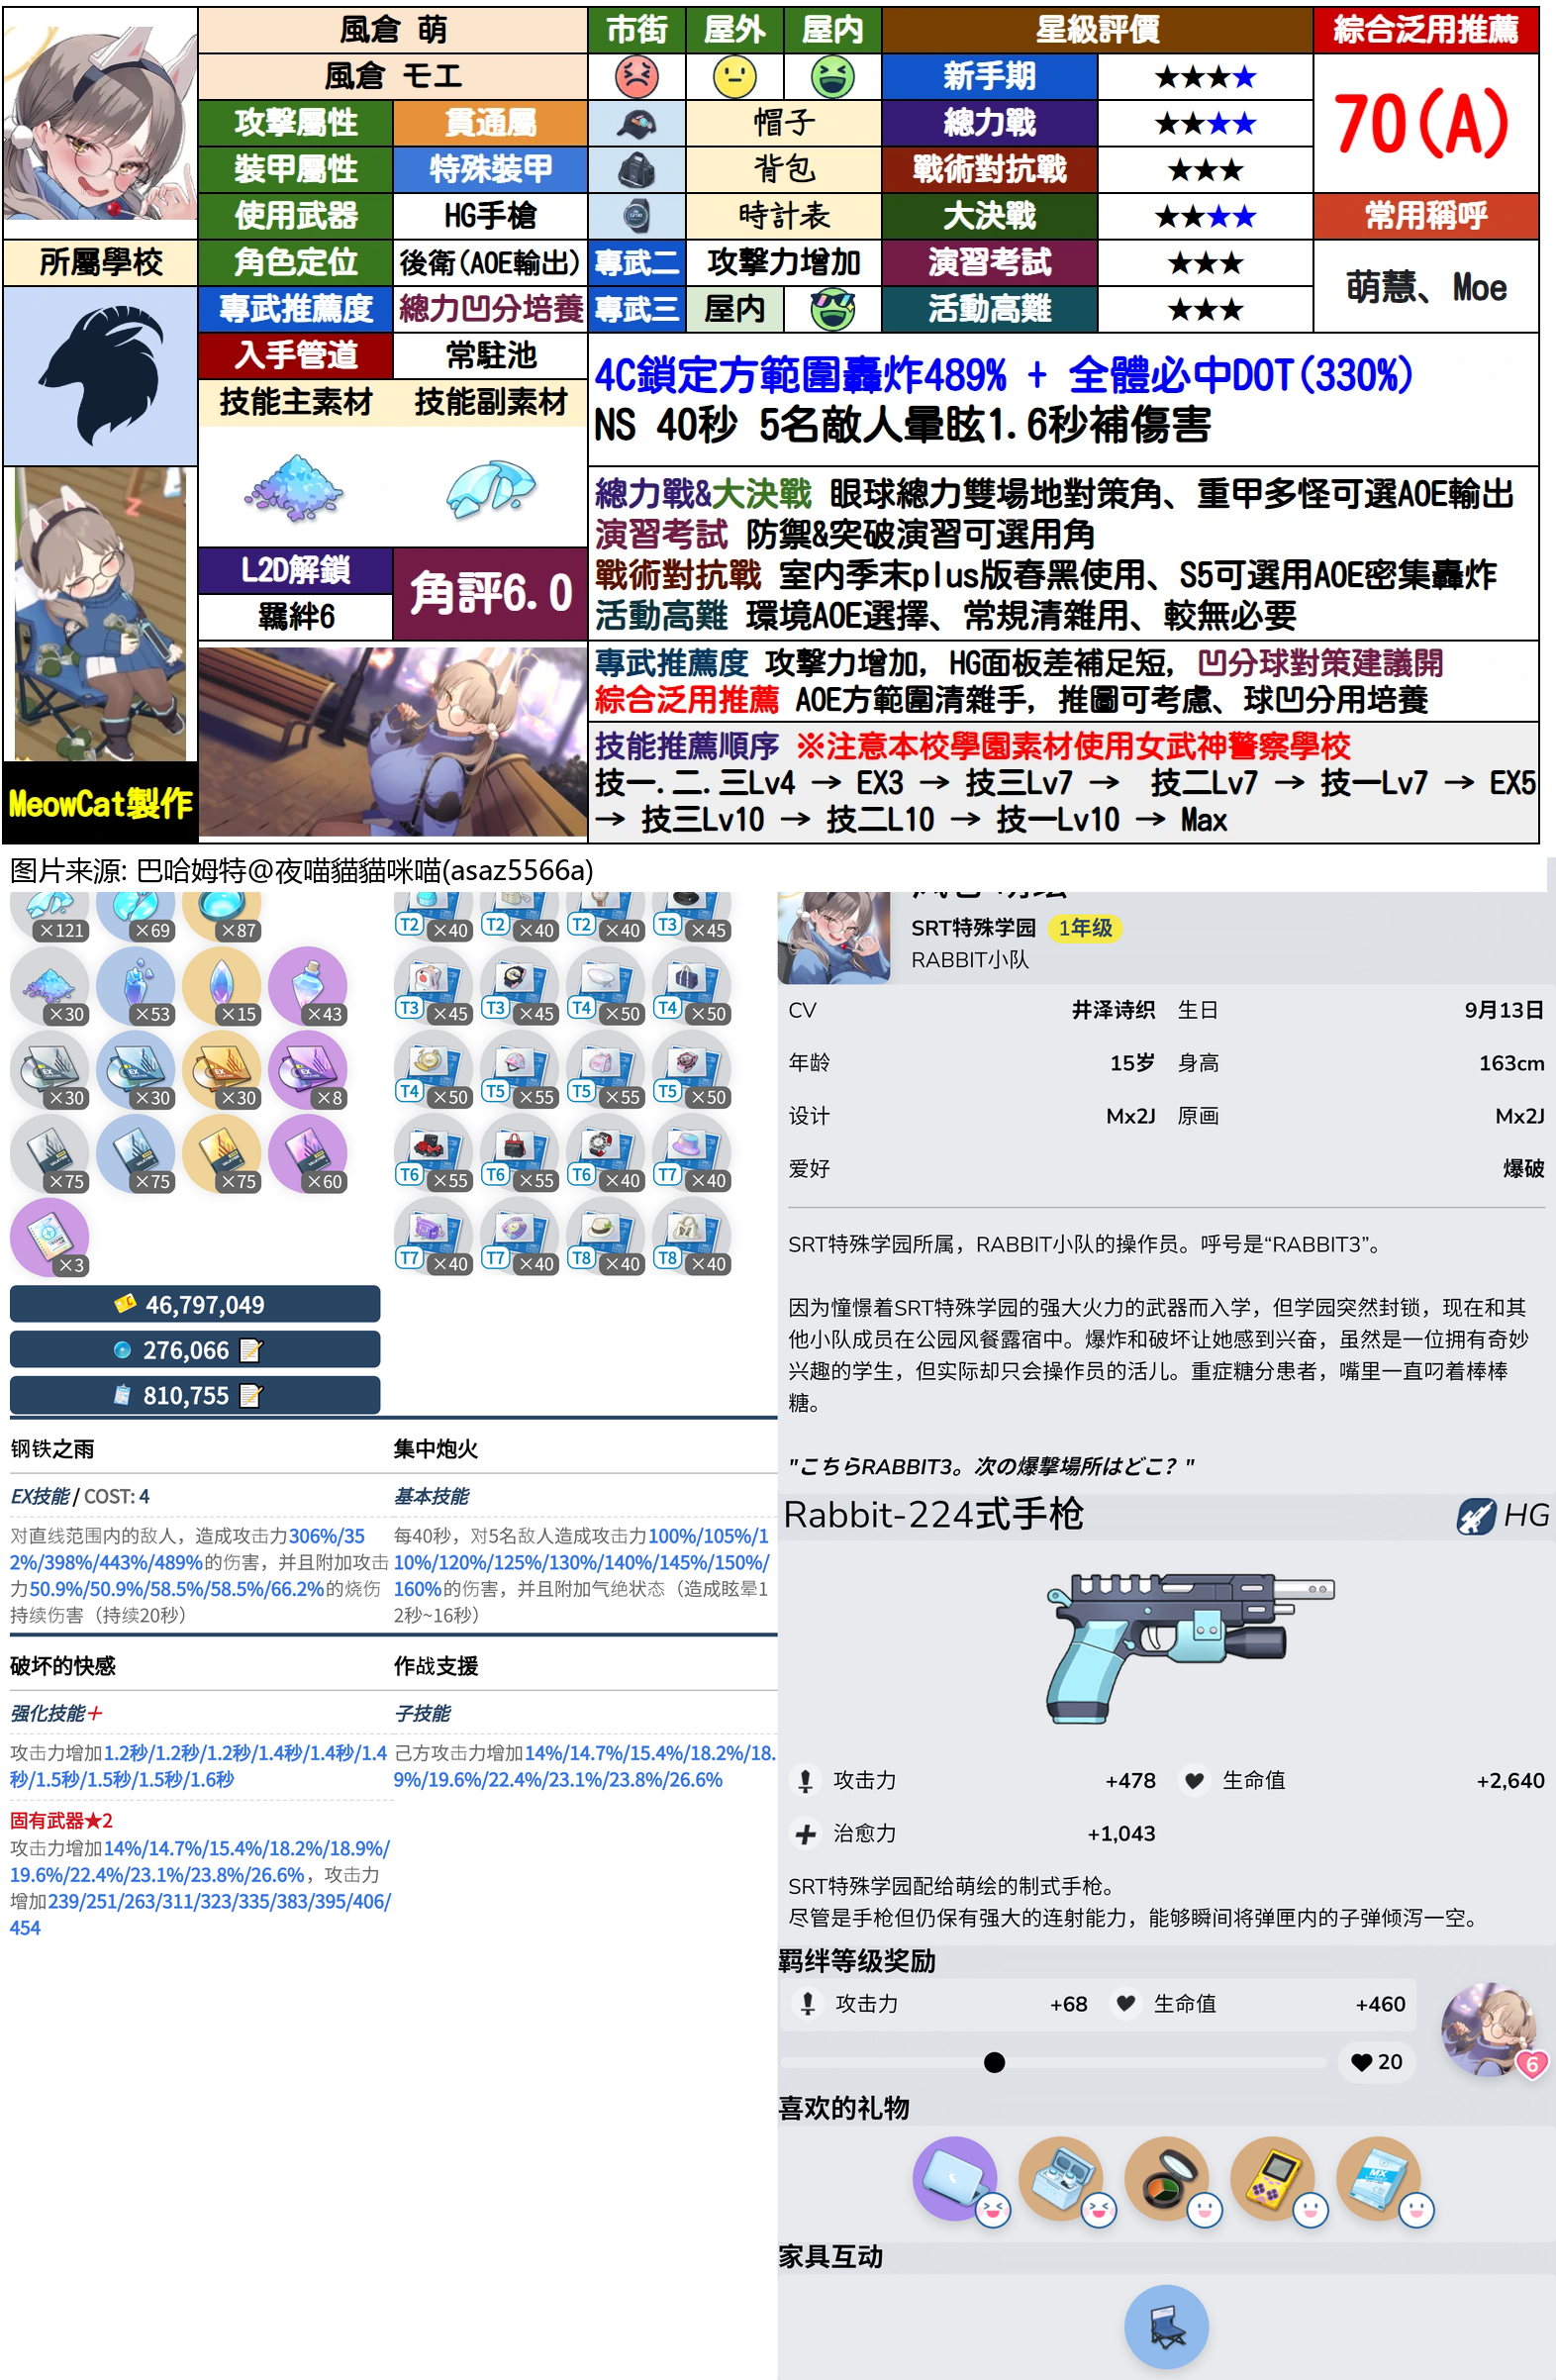 風倉 萌
市街 屋外 屋內
星級評價
綜合泛用推薦
風倉 モエ
新手期 ★★★★
70(A)
攻擊屬性 貫通屬
帽子
總力戰 ★★★★
裝甲屬性 特殊裝甲
背包
戰術對抗戰 ★★★
使用武器 HG手槍
時計表
大決戰 ★★★★
常用稱呼
所屬學校
角色定位 後衛(AOE輸出)
專武二 攻擊力增加
演習考試 ★★★
萌慧、Moe
專武推薦度 總力凹分培養
專武三 屋內
活動高難 ★★★
入手管道 常駐池
技能主素材 技能副素材
4C鎖定方範圍轟炸489% + 全體必中DOT(330%)
NS 40秒 5名敵人暈眩1.6秒補傷害
L2D解鎖
羈絆6
角評6.0
總力戰&大決戰 眼球總力雙場地對策角、重甲多怪可選AOE輸出
演習考試 防禦&突破演習可選用角
戰術對抗戰 室內季末plus版春黑使用、S5可選用AOE密集轟炸
活動高難 環境AOE選擇、常規清雜用、較無必要
專武推薦度 攻擊力增加, HG面板差補足短, 凹分球對策建議開
綜合泛用推薦 AOE方範圍清雜手, 推圖可考慮、球凹分用培養
技能推薦順序 ※注意本校學園素材使用女武神警察學校
技一.二.三Lv4 → EX3 → 技三Lv7 → 技二Lv7 → 技一Lv7 → EX5
→ 技三Lv10 → 技二L10 → 技一Lv10 → Max
MeowCat製作
图片来源: 巴哈姆特@夜喵貓貓咪喵(asaz5566a)
×121 ×69 ×87
×30 ×53 ×15 ×43
EX ×30 ×30 ×30 ×8
×75 ×75 ×75 ×60
×3
T2 ×40 T2 ×40 T2 ×40 T3 ×45
T3 ×45 T3 ×45 T4 ×50 T4 ×50
T4 ×50 T5 ×55 T5 ×55 T5 ×50
T6 ×55 T6 ×55 T6 ×40 T7 ×40
T7 ×40 T7 ×40 T8 ×40 T8 ×40
46,797,049
276,066
810,755
钢铁之雨
EX技能 / COST: 4
对直线范围内的敌人，造成攻击力306%/35
2%/398%/443%/489%的伤害，并且附加攻击
力50.9%/50.9%/58.5%/58.5%/66.2%的烧伤
持续伤害（持续20秒）
集中炮火
基本技能
每40秒，对5名敌人造成攻击力100%/105%/1
10%/120%/125%/130%/140%/145%/150%/
160%的伤害，并且附加气绝状态（造成眩晕1
2秒~16秒）
破坏的快感
强化技能+
攻击力增加1.2秒/1.2秒/1.2秒/1.4秒/1.4秒/1.4
秒/1.5秒/1.5秒/1.5秒/1.6秒
固有武器★2
攻击力增加14%/14.7%/15.4%/18.2%/18.9%/
19.6%/22.4%/23.1%/23.8%/26.6%，攻击力
增加239/251/263/311/323/335/383/395/406/
454
作战支援
子技能
己方攻击力增加14%/14.7%/15.4%/18.2%/18.
9%/19.6%/22.4%/23.1%/23.8%/26.6%
SRT特殊学园 1年级
RABBIT小队
CV 井泽诗织 生日 9月13日
年龄 15岁 身高 163cm
设计 Mx2J 原画 Mx2J
爱好 爆破
SRT特殊学园所属，RABBIT小队的操作员。呼号是“RABBIT3”。
因为憧憬着SRT特殊学园的强大火力的武器而入学，但学园突然封锁，现在和其
他小队成员在公园风餐露宿中。爆炸和破坏让她感到兴奋，虽然是一位拥有奇妙
兴趣的学生，但实际却只会操作员的活儿。重症糖分患者，嘴里一直叼着棒棒
糖。
"こちらRABBIT3。次の爆撃場所はどこ？"
Rabbit-224式手枪 HG
攻击力 +478 生命值 +2,640
治愈力 +1,043
SRT特殊学园配给萌绘的制式手枪。
尽管是手枪但仍保有强大的连射能力，能够瞬间将弹匣内的子弹倾泻一空。
羁绊等级奖励
攻击力 +68 生命值 +460
20
6
喜欢的礼物
MX
家具互动